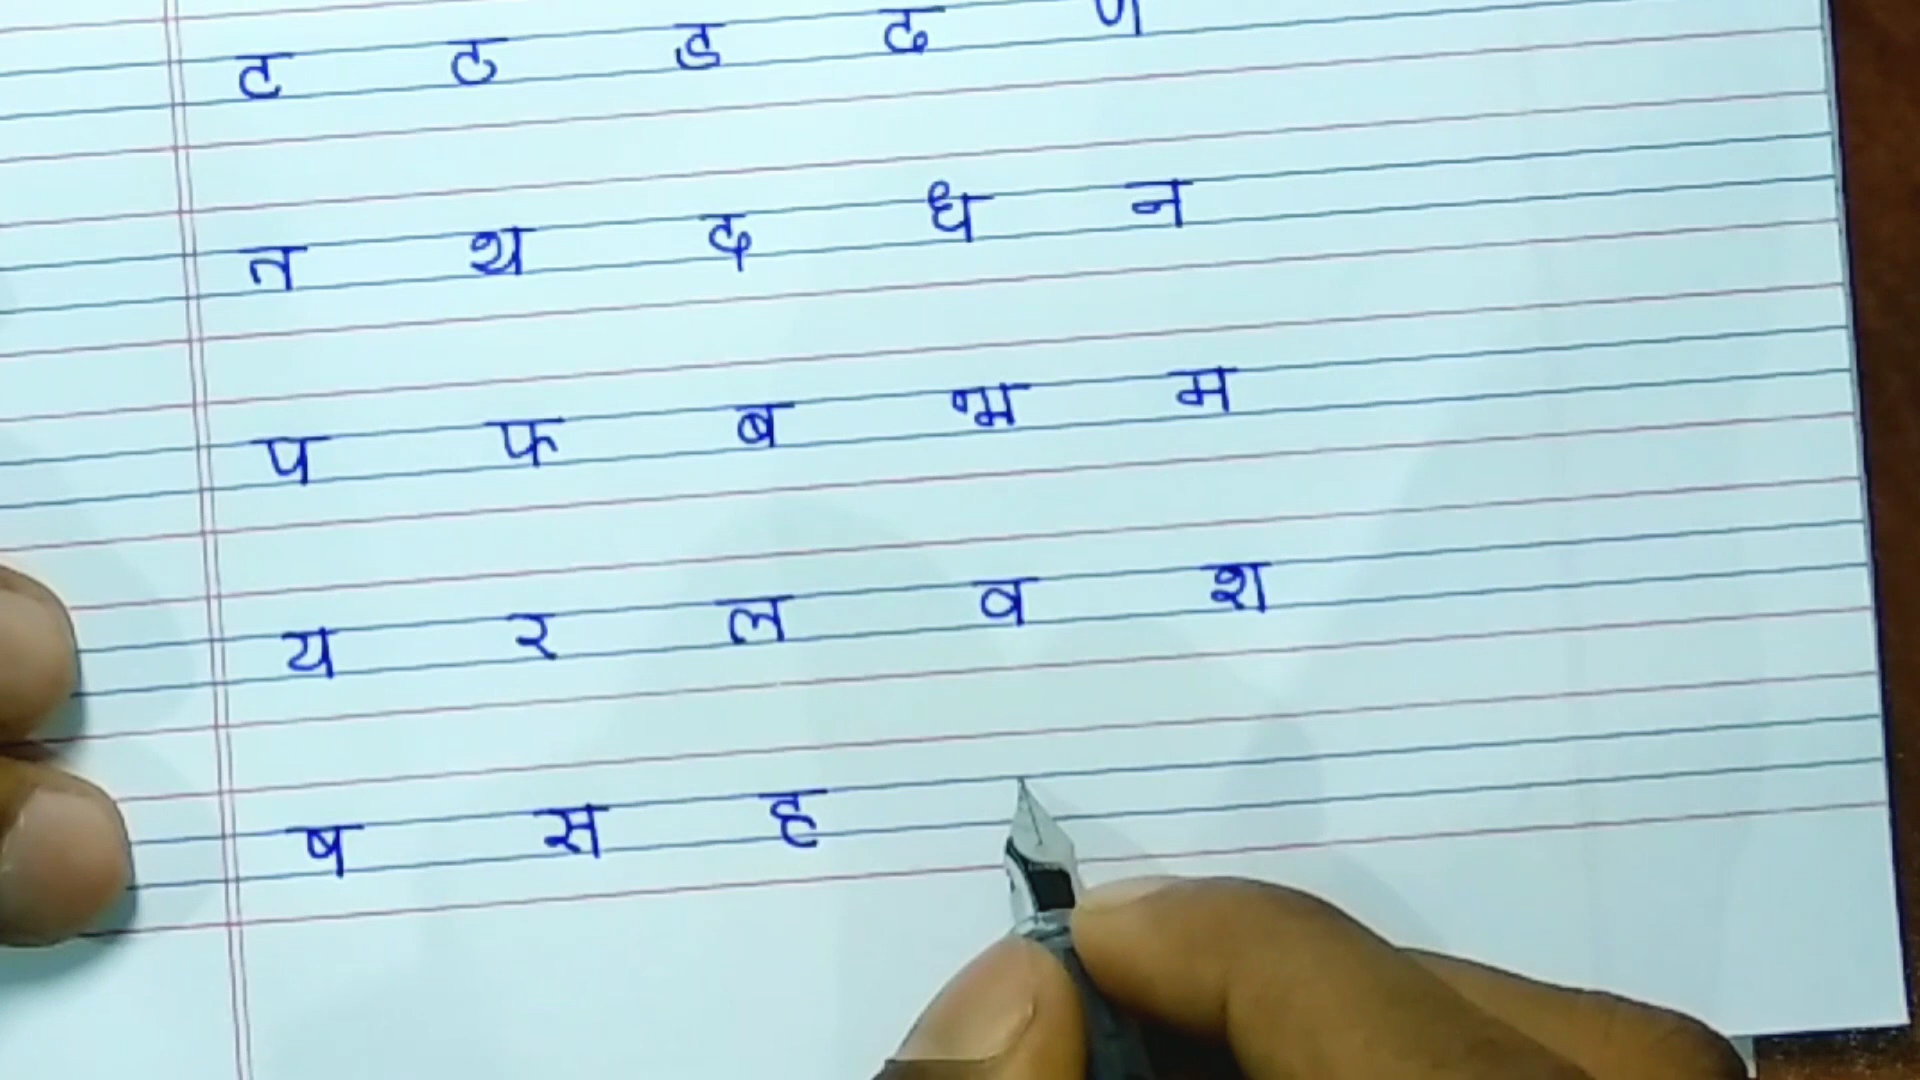 ट ठ ड ढ ण
त थ द ध न
प फ ब भ म
य र ल व श
ष स ह